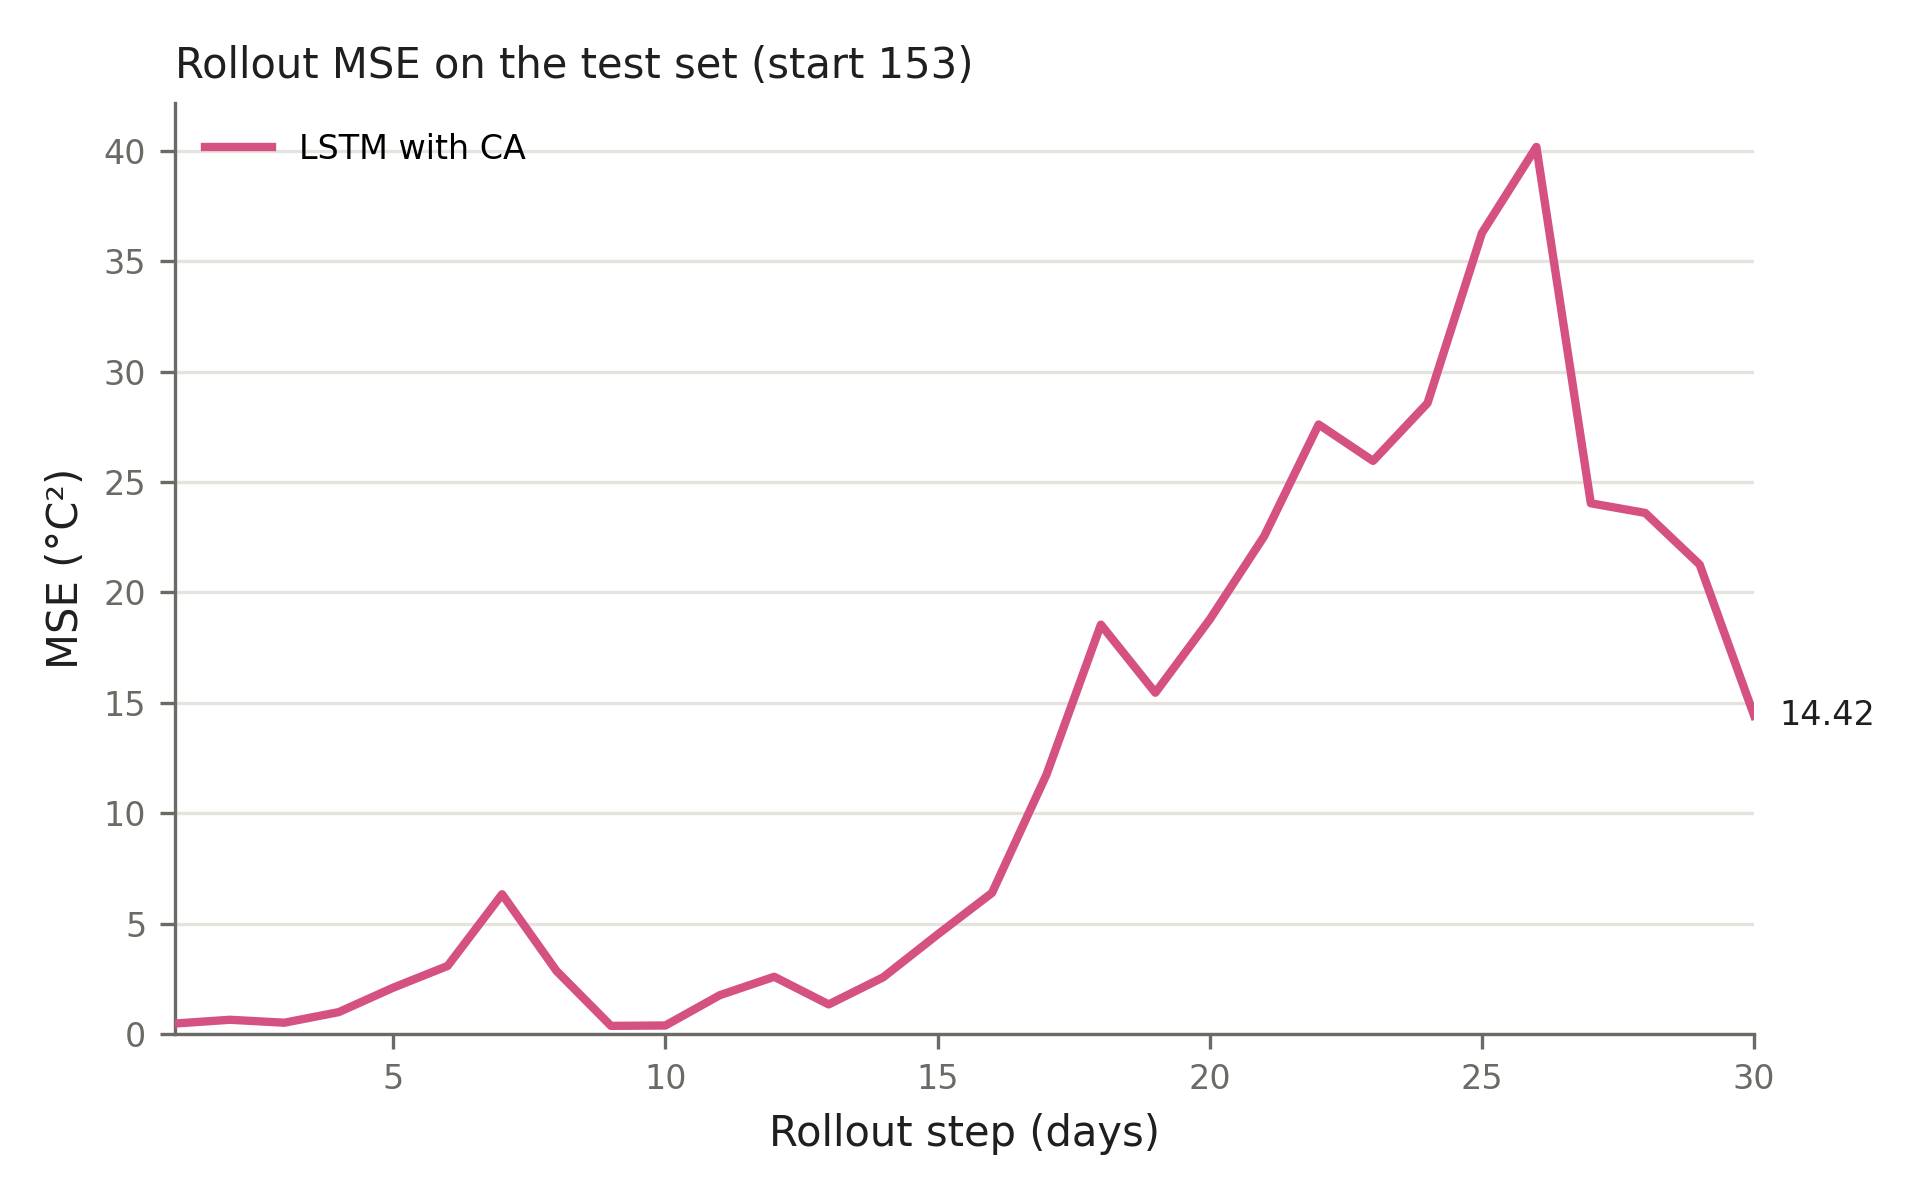 Rollout MSE on the test set (start 153)
LSTM with CA
MSE (°C²)
40
35
30
25
20
15
10
5
0
14.42
5 10 15 20 25 30
Rollout step (days)